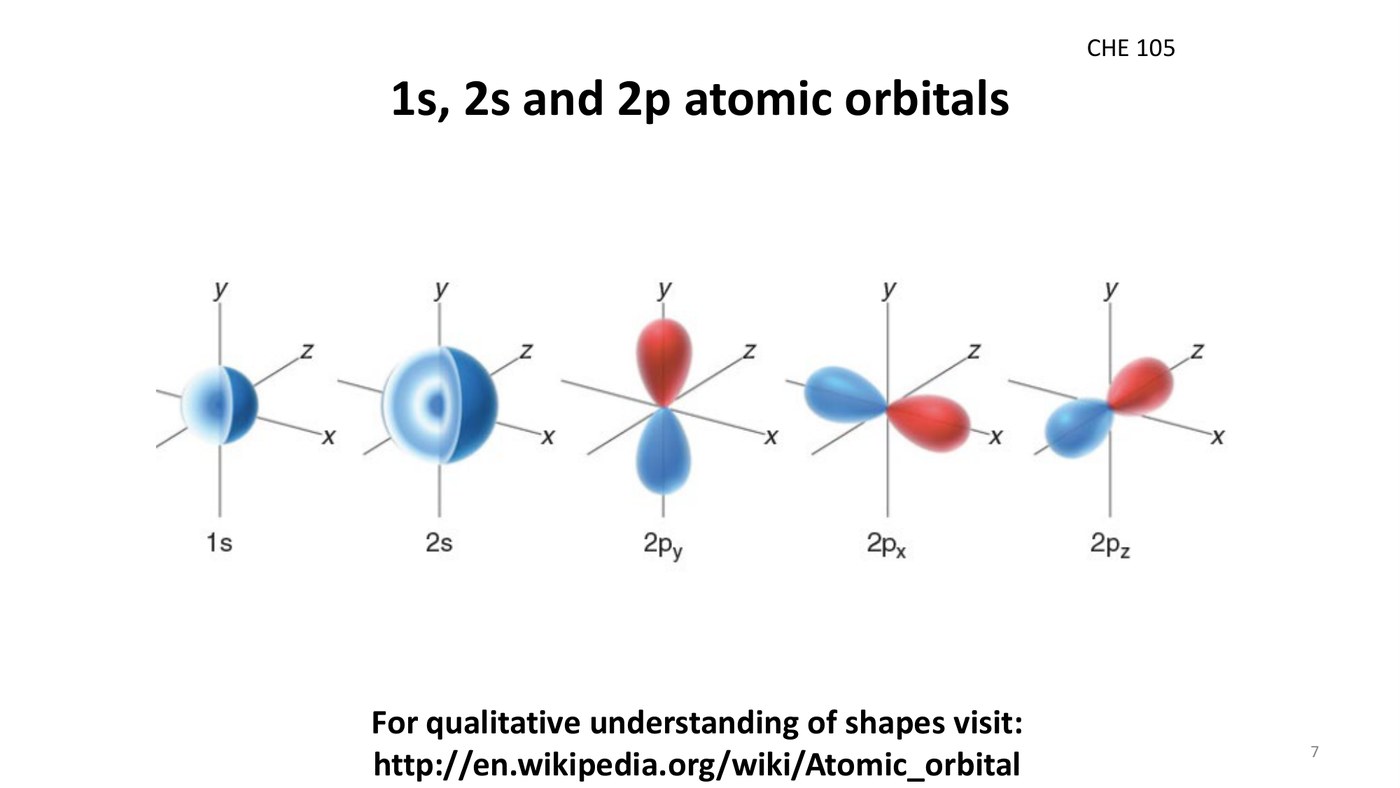 CHE 105
1s, 2s and 2p atomic orbitals
y
z
x
1s
y
z
x
2s
y
z
x
2py
y
z
x
2px
y
z
x
2pz
For qualitative understanding of shapes visit:
http://en.wikipedia.org/wiki/Atomic_orbital
7